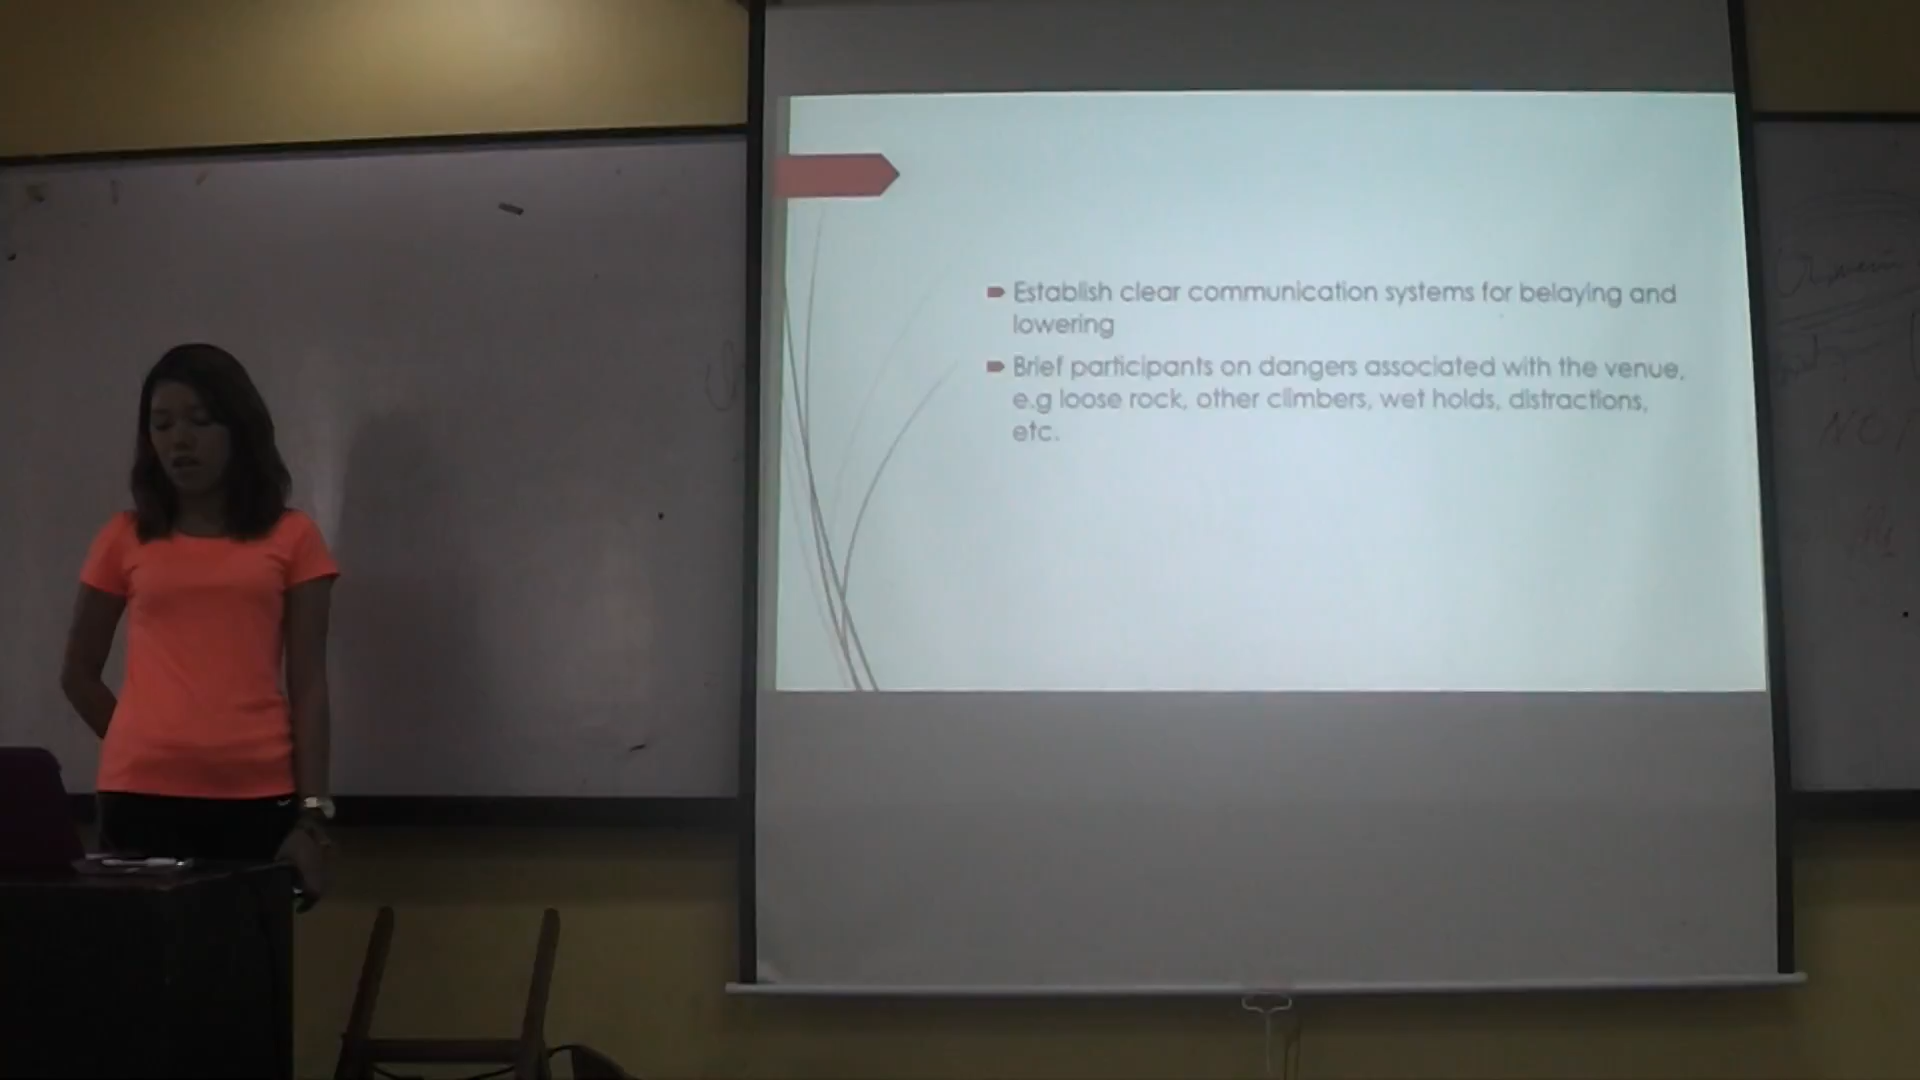 Establish clear communication systems for belaying and
lowering
Brief participants on dangers associated with the venue,
e.g loose rock, other climbers, wet holds, distractions,
etc.